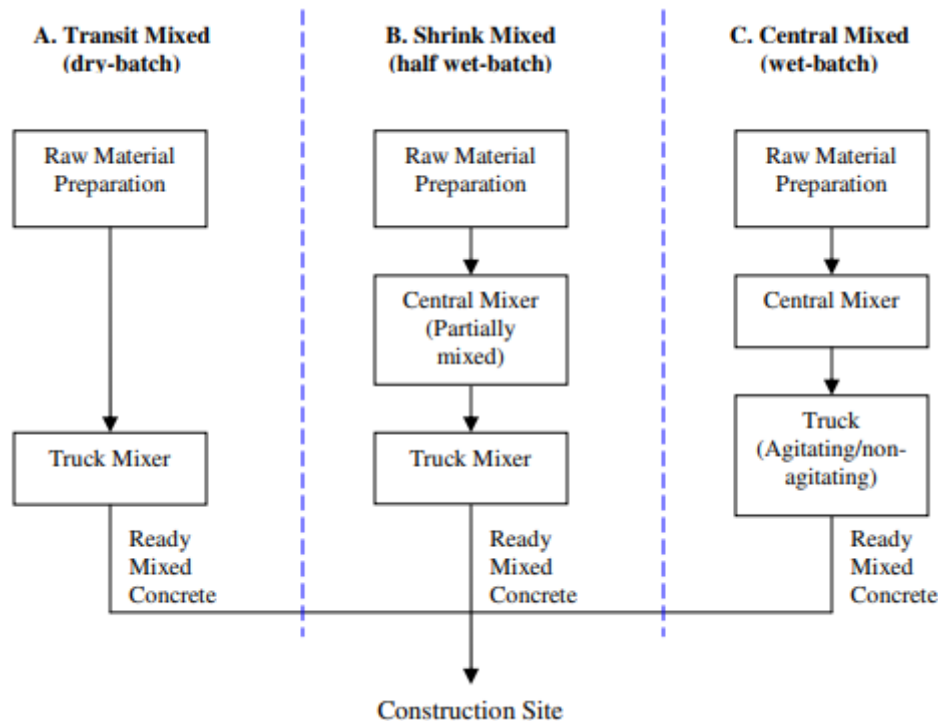 A. Transit Mixed
(dry-batch)
B. Shrink Mixed
(half wet-batch)
C. Central Mixed
(wet-batch)
Raw Material
Preparation
Raw Material
Preparation
Raw Material
Preparation
Central Mixer
(Partially
mixed)
Central Mixer
Truck Mixer
Truck Mixer
Truck
(Agitating/non-
agitating)
Ready
Mixed
Concrete
Ready
Mixed
Concrete
Ready
Mixed
Concrete
Construction Site